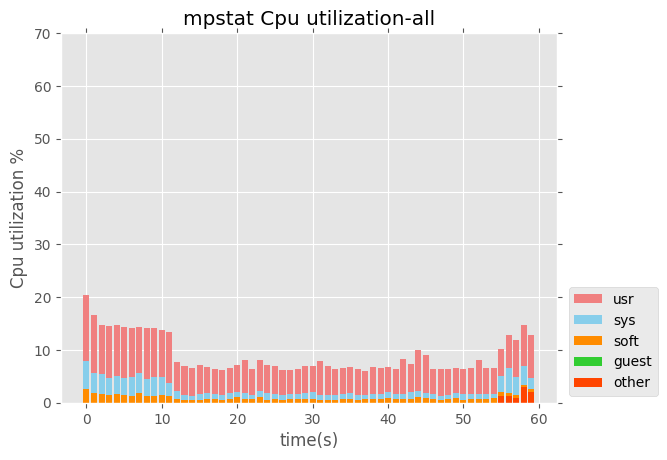 mpstat Cpu utilization-all
70
60
50
40
30
20
10
0
Cpu utilization %
0 10 20 30 40 50 60
time(s)
usr
sys
soft
guest
other